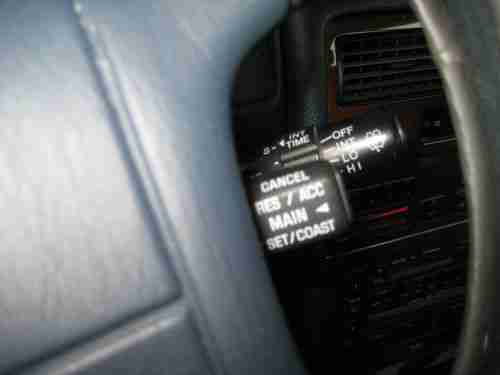 INT
TIME
OFF
INT
LO
HI
CANCEL
RES / ACC
MAIN ◄
SET/COAST